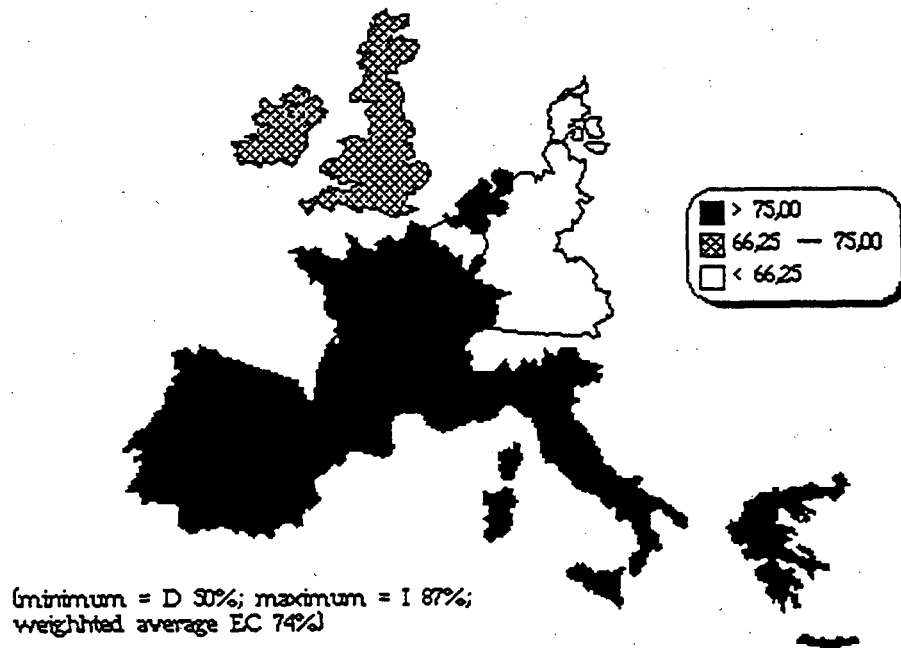 > 75,00
66,25 — 75,00
< 66,25
(minimum = D 50%; maximum = I 87%;
weighhted average EC 74%)